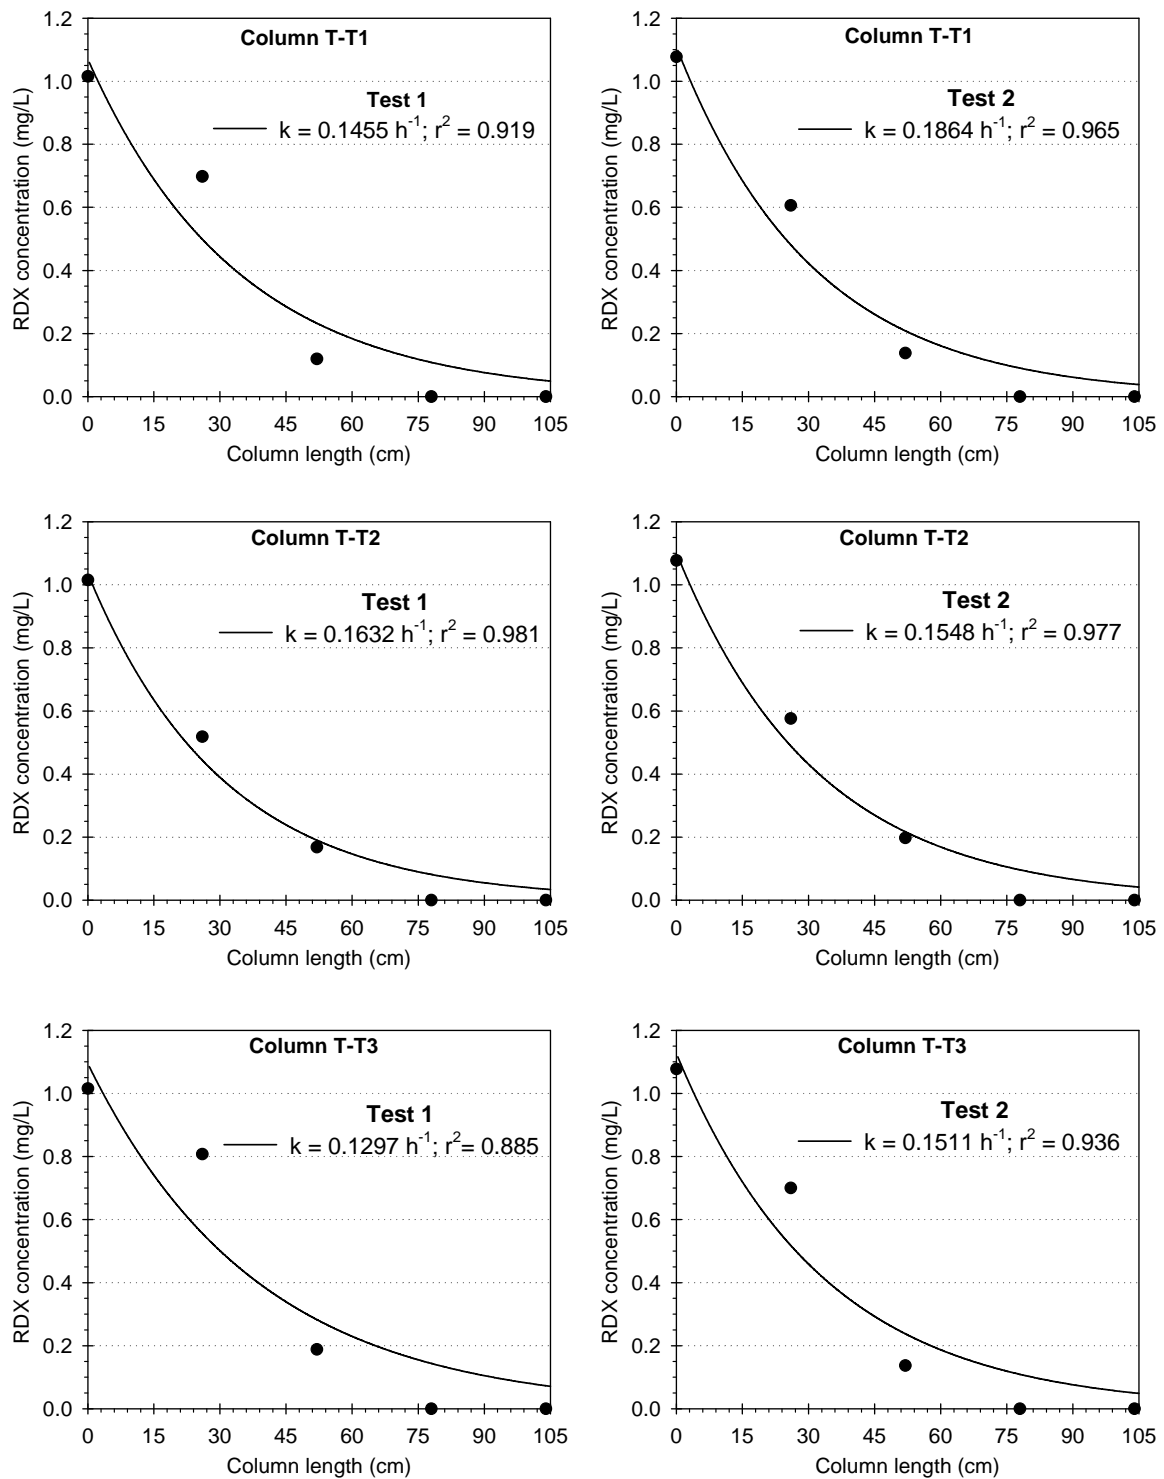 Column T-T1
Test 1
k = 0.1455 h⁻¹; r² = 0.919
RDX concentration (mg/L)
1.2
1.0
0.8
0.6
0.4
0.2
0.0
0 15 30 45 60 75 90 105
Column length (cm)
Column T-T1
Test 2
k = 0.1864 h⁻¹; r² = 0.965
RDX concentration (mg/L)
1.2
1.0
0.8
0.6
0.4
0.2
0.0
0 15 30 45 60 75 90 105
Column length (cm)
Column T-T2
Test 1
k = 0.1632 h⁻¹; r² = 0.981
RDX concentration (mg/L)
1.2
1.0
0.8
0.6
0.4
0.2
0.0
0 15 30 45 60 75 90 105
Column length (cm)
Column T-T2
Test 2
k = 0.1548 h⁻¹; r² = 0.977
RDX concentration (mg/L)
1.2
1.0
0.8
0.6
0.4
0.2
0.0
0 15 30 45 60 75 90 105
Column length (cm)
Column T-T3
Test 1
k = 0.1297 h⁻¹; r²= 0.885
RDX concentration (mg/L)
1.2
1.0
0.8
0.6
0.4
0.2
0.0
0 15 30 45 60 75 90 105
Column length (cm)
Column T-T3
Test 2
k = 0.1511 h⁻¹; r² = 0.936
RDX concentration (mg/L)
1.2
1.0
0.8
0.6
0.4
0.2
0.0
0 15 30 45 60 75 90 105
Column length (cm)